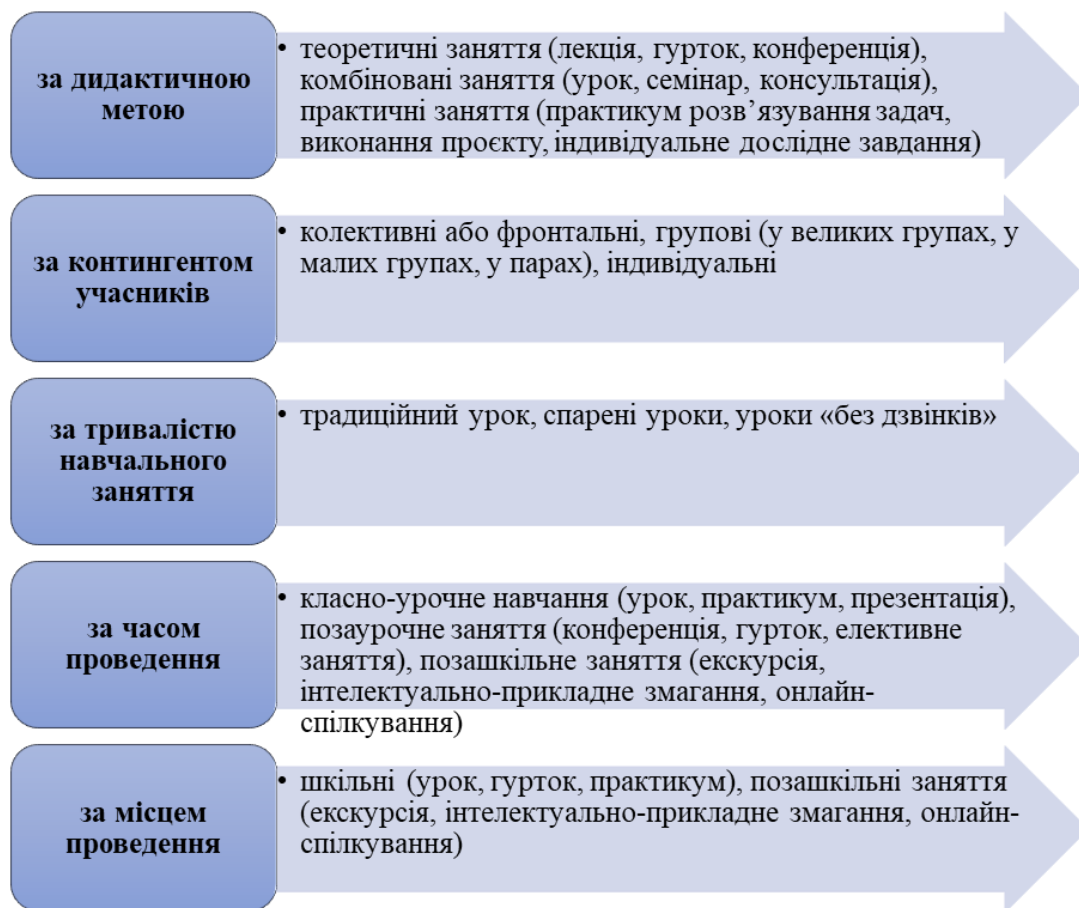 за дидактичною
метою
• теоретичні заняття (лекція, гурток, конференція),
комбіновані заняття (урок, семінар, консультація),
практичні заняття (практикум розв’язування задач,
виконання проєкту, індивідуальне дослідне завдання)
за контингентом
учасників
• колективні або фронтальні, групові (у великих групах, у
малих групах, у парах), індивідуальні
за тривалістю
навчального
заняття
• традиційний урок, спарені уроки, уроки «без дзвінків»
за часом
проведення
• класно-урочне навчання (урок, практикум, презентація),
позаурочне заняття (конференція, гурток, елективне
заняття), позашкільне заняття (екскурсія,
інтелектуально-прикладне змагання, онлайн-
спілкування)
за місцем
проведення
• шкільні (урок, гурток, практикум), позашкільні заняття
(екскурсія, інтелектуально-прикладне змагання, онлайн-
спілкування)